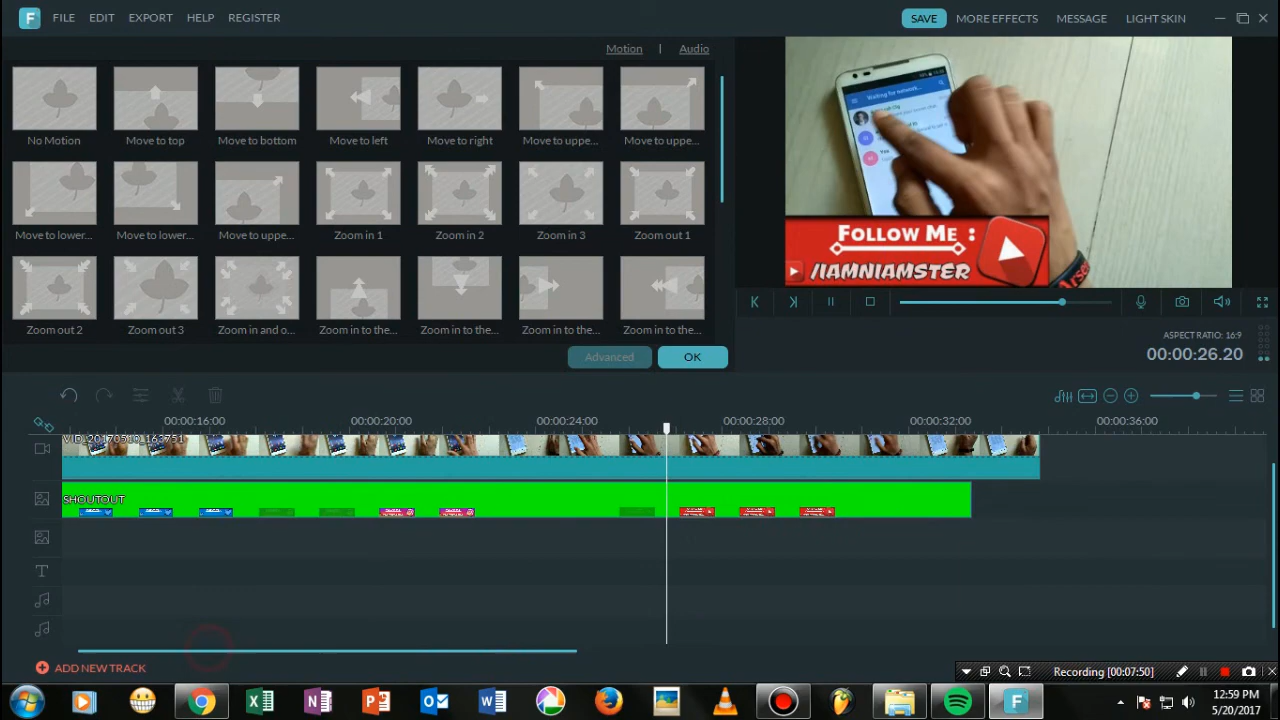 FILE EDIT EXPORT HELP REGISTER
SAVE MORE EFFECTS MESSAGE LIGHT SKIN
Motion | Audio
No Motion Move to top Move to bottom Move to left Move to right Move to uppe... Move to uppe...
Move to lower... Move to lower... Move to uppe... Zoom in 1 Zoom in 2 Zoom in 3 Zoom out 1
Zoom out 2 Zoom out 3 Zoom in and o... Zoom in to the... Zoom in to the... Zoom in to the... Zoom in to the...
Waiting for network...
FOLLOW ME :
/IAMNIAMSTER
Advanced OK
ASPECT RATIO: 16:9
00:00:26.20
00:00:16:00 00:00:20:00 00:00:24:00 00:00:28:00 00:00:32:00 00:00:36:00
VID_20170510_163751
SHOUTOUT
ADD NEW TRACK
Recording [00:07:50]
12:59 PM
5/20/2017